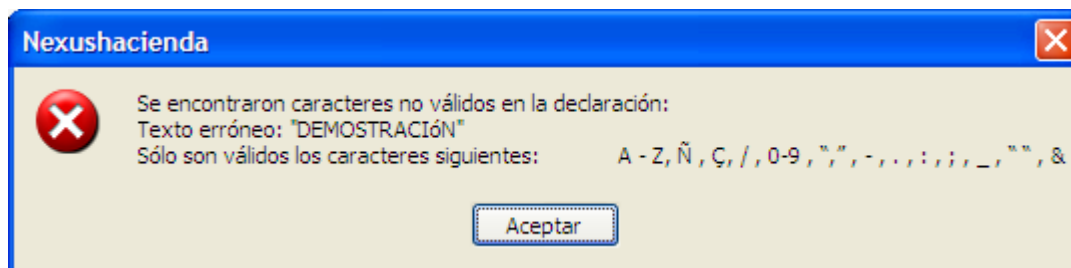 Nexushacienda
Se encontraron caracteres no válidos en la declaración:
Texto erróneo: "DEMOSTRACIóN"
Sólo son válidos los caracteres siguientes: A - Z, Ñ , Ç, / , 0-9 , “,” , - , . , : , ; , _ , “ “ , &
Aceptar